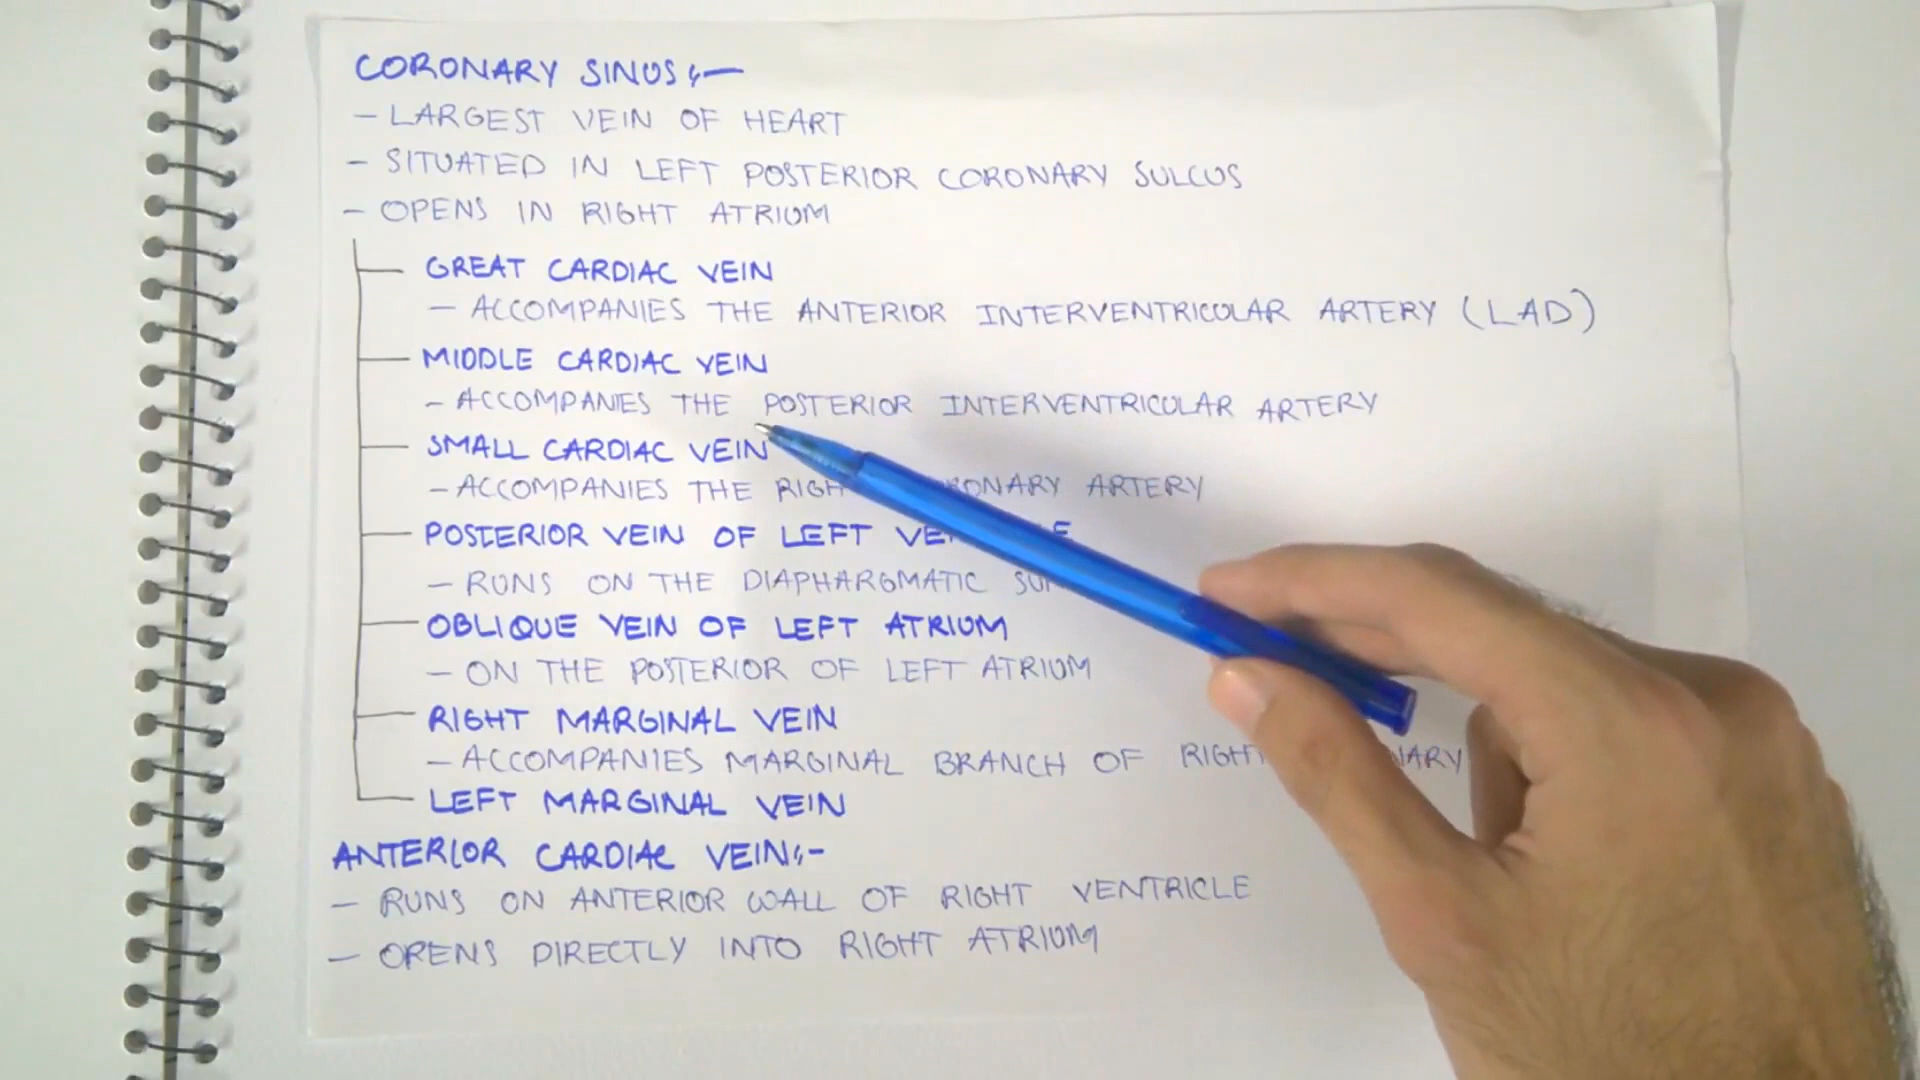 CORONARY SINUS:-
- LARGEST VEIN OF HEART
- SITUATED IN LEFT POSTERIOR CORONARY SULCUS
- OPENS IN RIGHT ATRIUM
GREAT CARDIAC VEIN
- ACCOMPANIES THE ANTERIOR INTERVENTRICULAR ARTERY (LAD)
MIDDLE CARDIAC VEIN
- ACCOMPANIES THE POSTERIOR INTERVENTRICULAR ARTERY
SMALL CARDIAC VEIN
- ACCOMPANIES THE ARTERY
POSTERIOR VEIN OF LEFT
- RUNS ON THE DIAPHARGMATIC
OBLIQUE VEIN OF LEFT ATRIUM
- ON THE POSTERIOR OF LEFT ATRIUM
RIGHT MARGINAL VEIN
- ACCOMPANIES MARGINAL BRANCH OF RIGHT
LEFT MARGINAL VEIN
ANTERIOR CARDIAC VEIN:-
- RUNS ON ANTERIOR WALL OF RIGHT VENTRICLE
- OPENS DIRECTLY INTO RIGHT ATRIUM